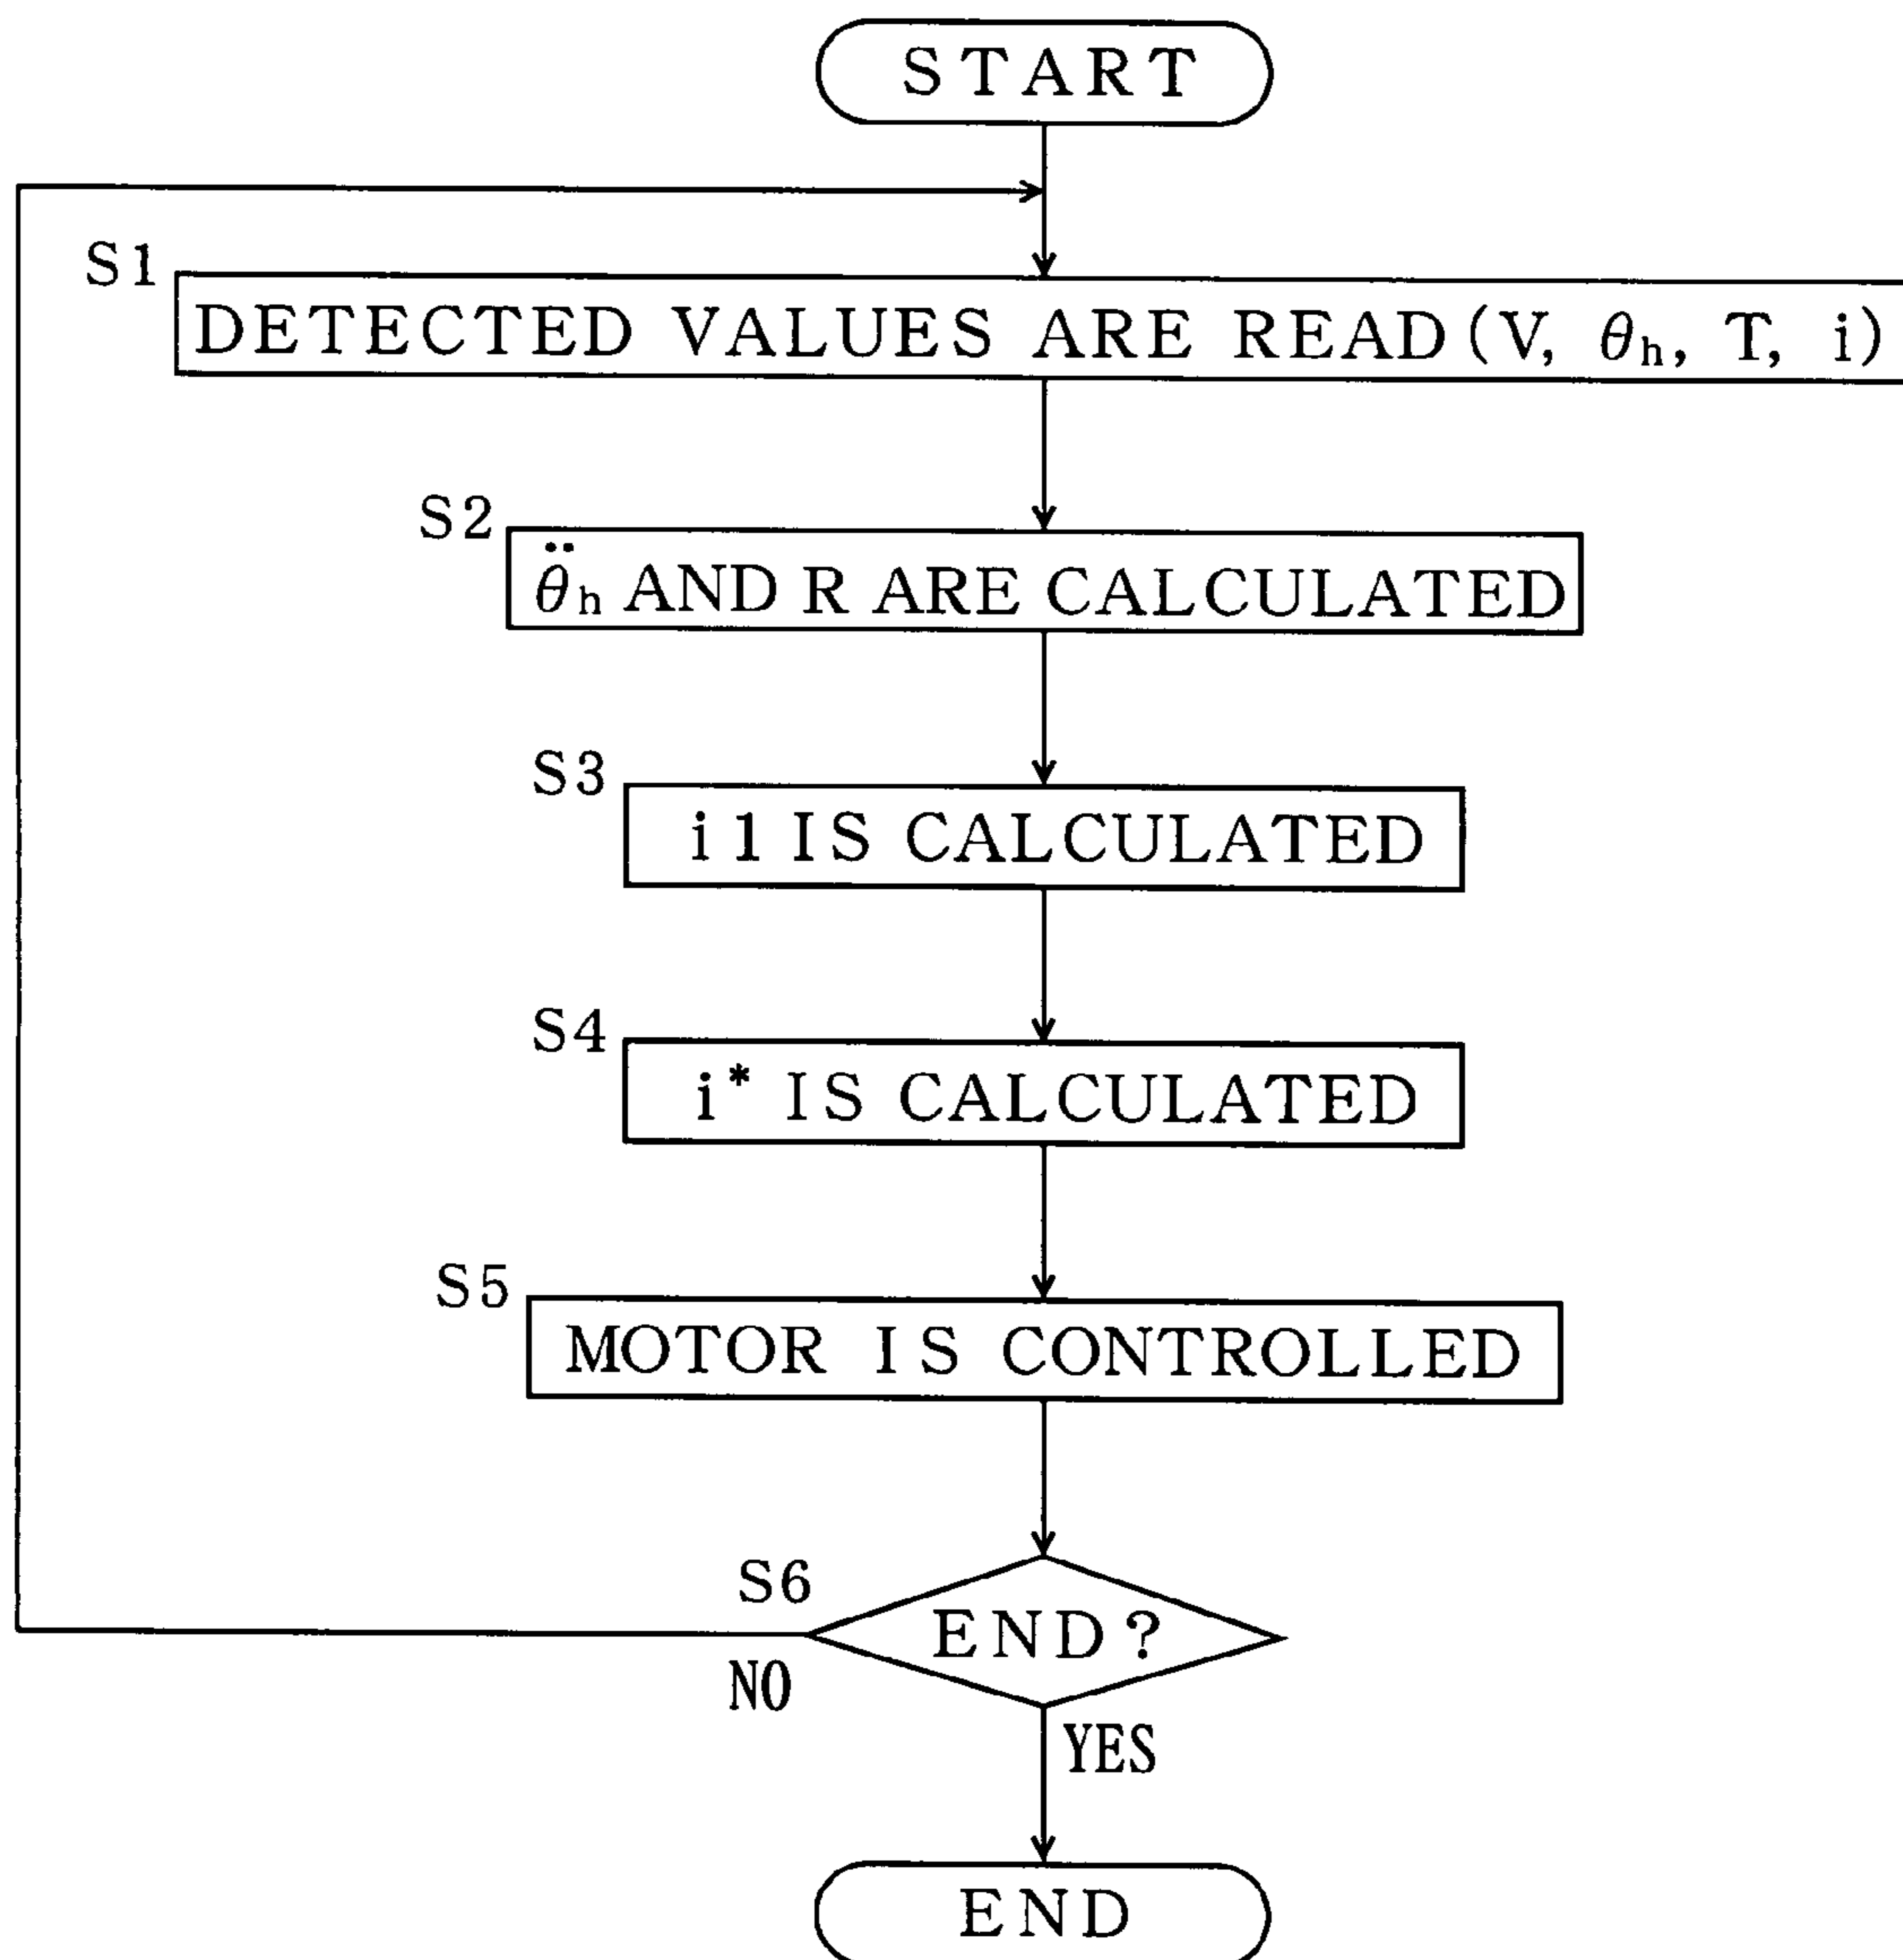 START
S1
DETECTED VALUES ARE READ (V, θh, T, i)
S2
θ̈h AND R ARE CALCULATED
S3
i1 IS CALCULATED
S4
i* IS CALCULATED
S5
MOTOR IS CONTROLLED
S6
END?
NO
YES
END